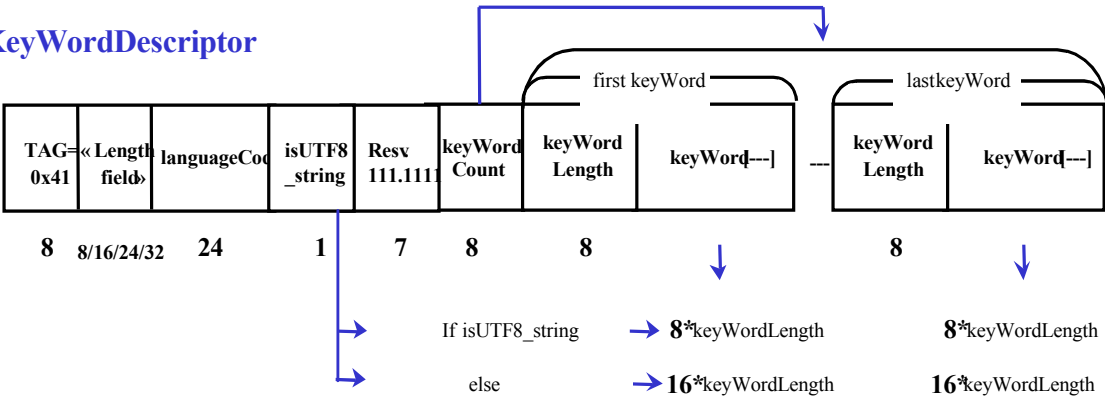 KeyWordDescriptor
first keyWord
lastkeyWord
TAG= 0x41
« Length field»
languageCod
isUTF8 _string
Resv 111.1111
keyWord Count
keyWord Length
keyWord[---]
---
keyWord Length
keyWord[---]
8 8/16/24/32 24 1 7 8 8 8
If isUTF8_string 8*keyWordLength 8*keyWordLength
else 16*keyWordLength 16*keyWordLength